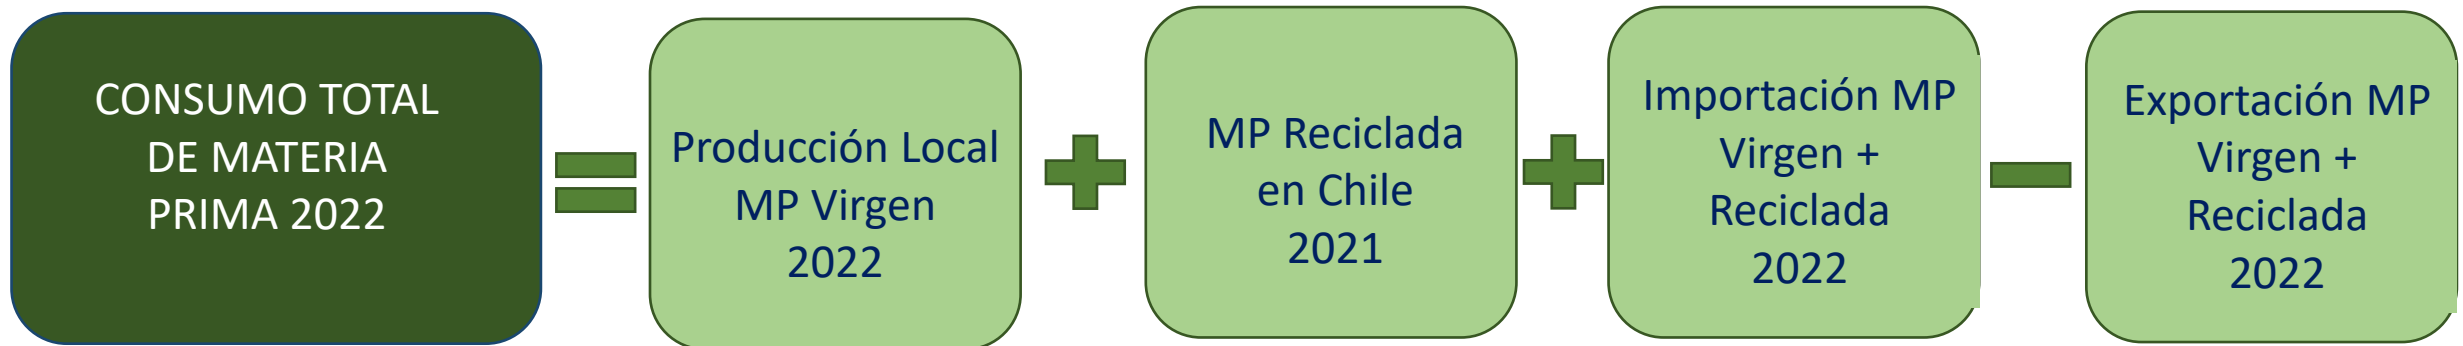 CONSUMO TOTAL
DE MATERIA
PRIMA 2022
Producción Local
MP Virgen
2022
MP Reciclada
en Chile
2021
Importación MP
Virgen +
Reciclada
2022
Exportación MP
Virgen +
Reciclada
2022